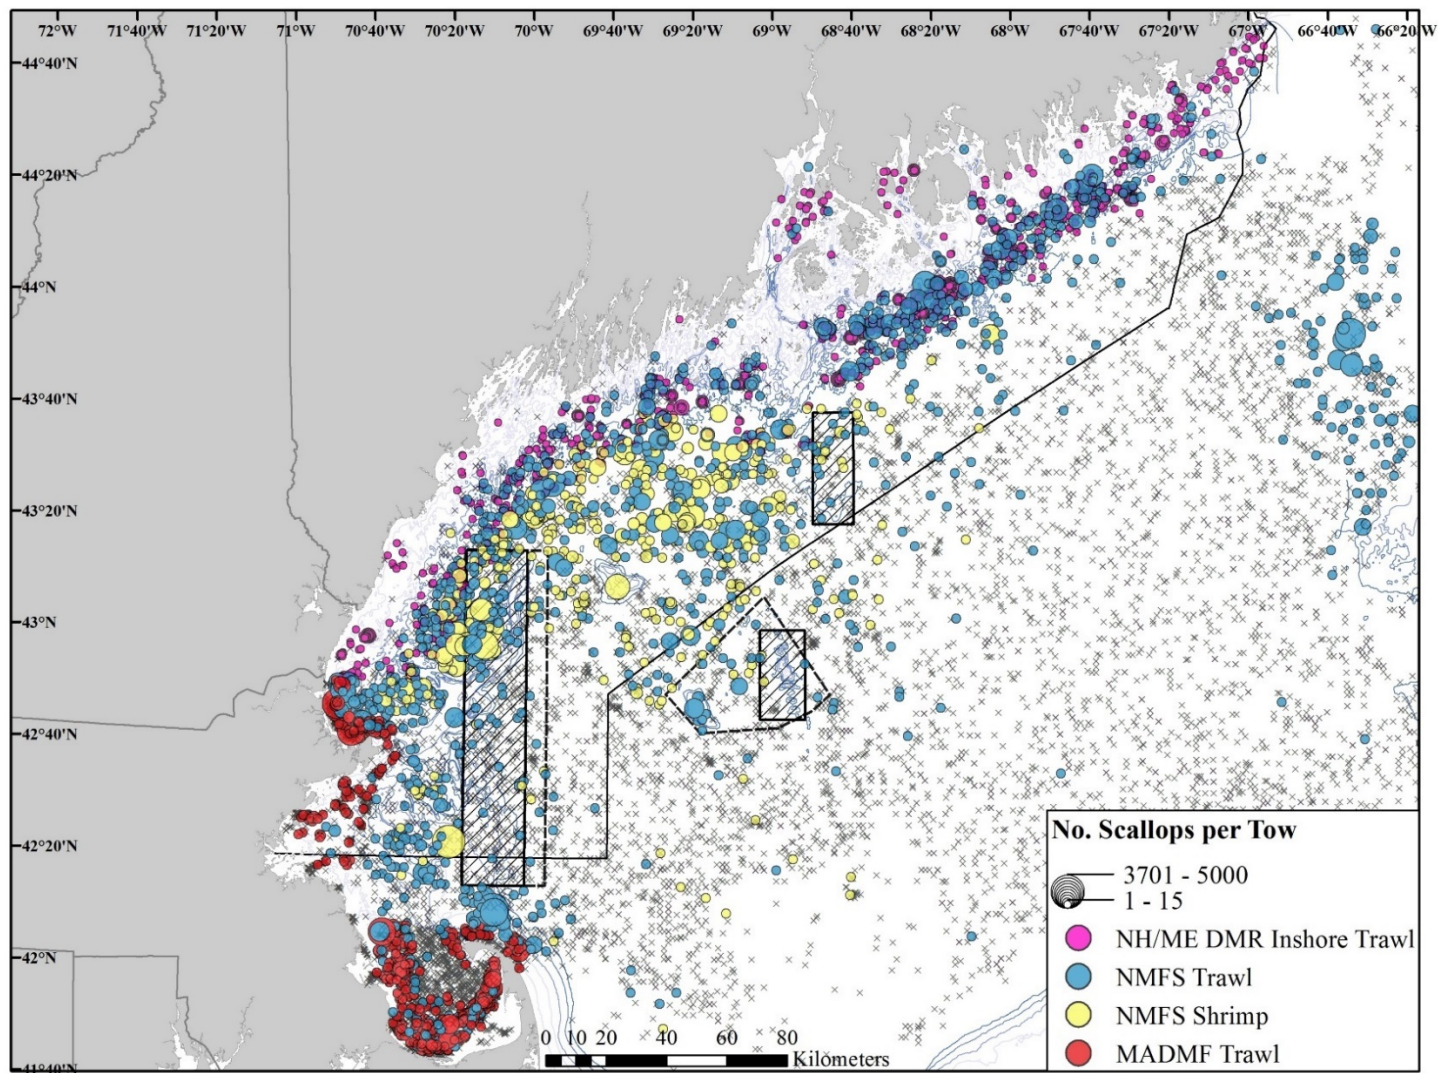 72°W 71°40'W 71°20'W 71°W 70°40'W 70°20'W 70°W 69°40'W 69°20'W 69°W 68°40'W 68°20'W 68°W 67°40'W 67°20'W 67°W 66°40'W 66°20'W
44°40'N
44°20'N
44°N
43°40'N
43°20'N
43°N
42°40'N
42°20'N
42°N
41°40'N
No. Scallops per Tow
3701 - 5000
1 - 15
NH/ME DMR Inshore Trawl
NMFS Trawl
NMFS Shrimp
MADMF Trawl
0 10 20 40 60 80
Kilometers